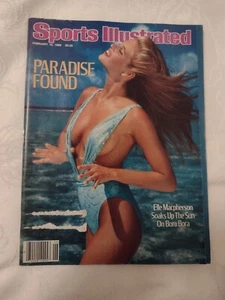 Sports Illustrated
PARADISE
FOUND
Elle Macpherson
Soaks Up The Sun
On Bora Bora